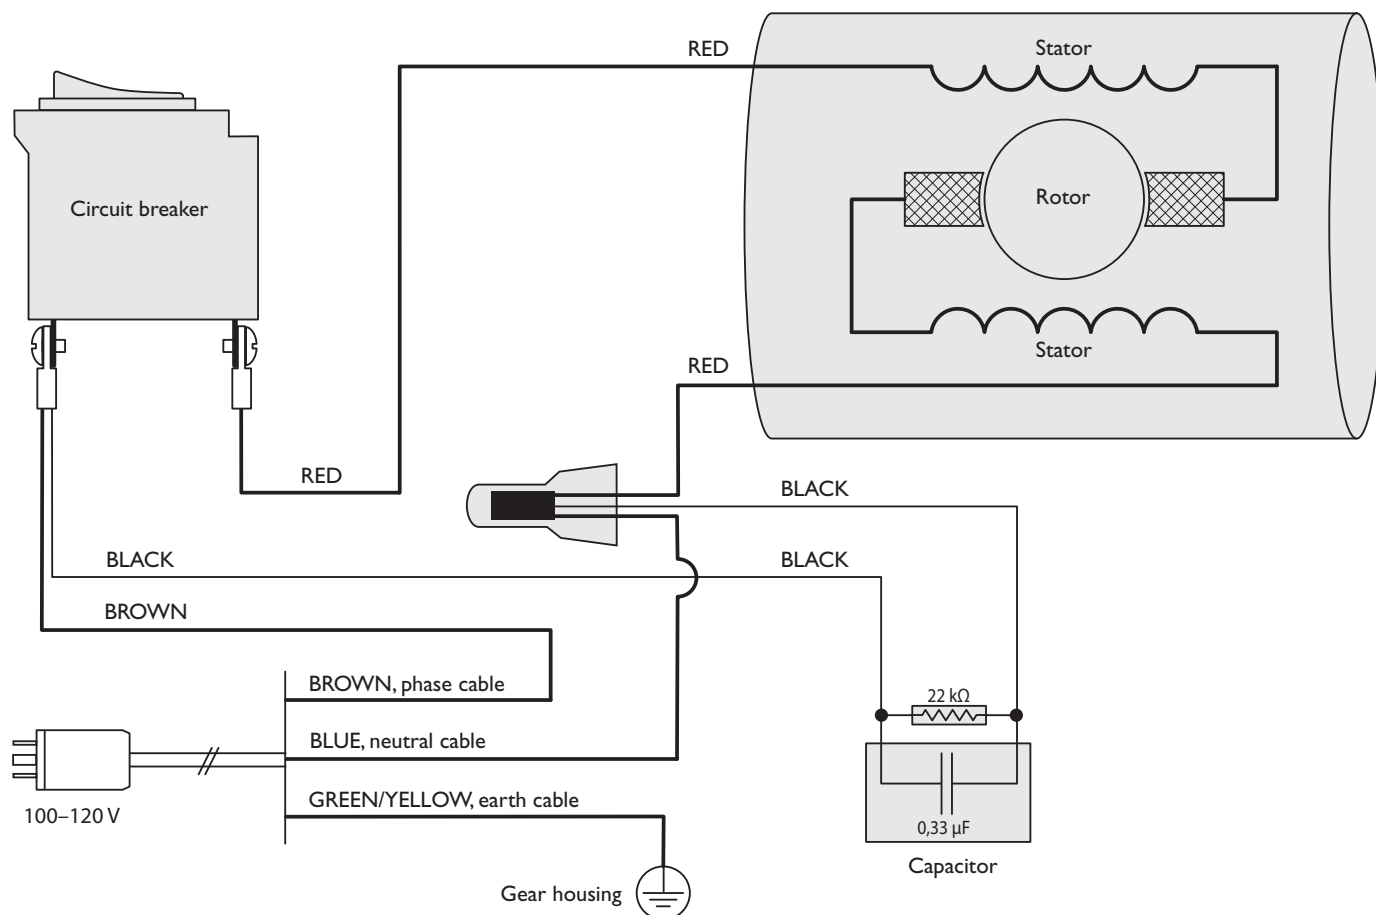 RED
Stator
Circuit breaker
Rotor
Stator
RED
RED
BLACK
BLACK
BLACK
BROWN
BROWN, phase cable
22 kΩ
BLUE, neutral cable
GREEN/YELLOW, earth cable
100–120 V
0,33 µF
Capacitor
Gear housing